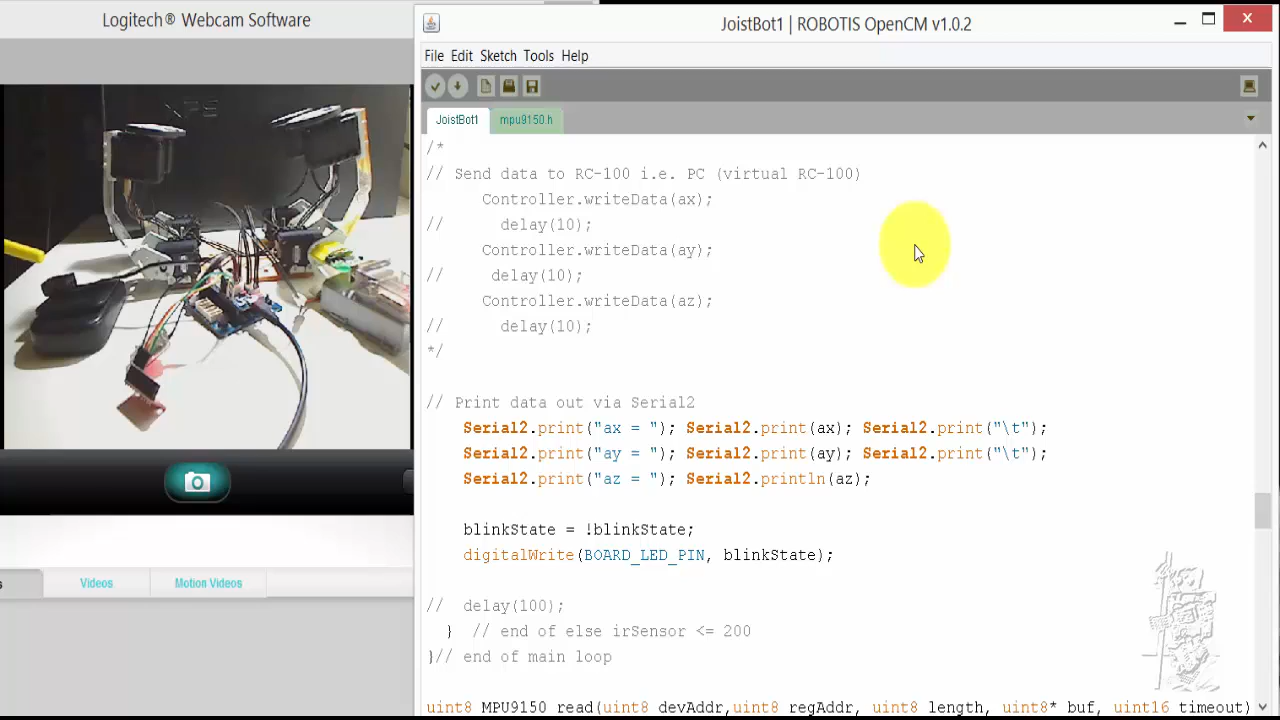 Logitech® Webcam Software
JoistBot1 | ROBOTIS OpenCM v1.0.2
File Edit Sketch Tools Help
JoistBot1
mpu9150.h
/*
// Send data to RC-100 i.e. PC (virtual RC-100)
Controller.writeData(ax);
// delay(10);
Controller.writeData(ay);
// delay(10);
Controller.writeData(az);
// delay(10);
*/
// Print data out via Serial2
Serial2.print("ax = "); Serial2.print(ax); Serial2.print("\t");
Serial2.print("ay = "); Serial2.print(ay); Serial2.print("\t");
Serial2.print("az = "); Serial2.println(az);
blinkState = !blinkState;
digitalWrite(BOARD_LED_PIN, blinkState);
// delay(100);
} // end of else irSensor <= 200
}// end of main loop
uint8 MPU9150_read(uint8 devAddr,uint8 regAddr, uint8 length, uint8* buf, uint16 timeout)
Videos
Motion Videos